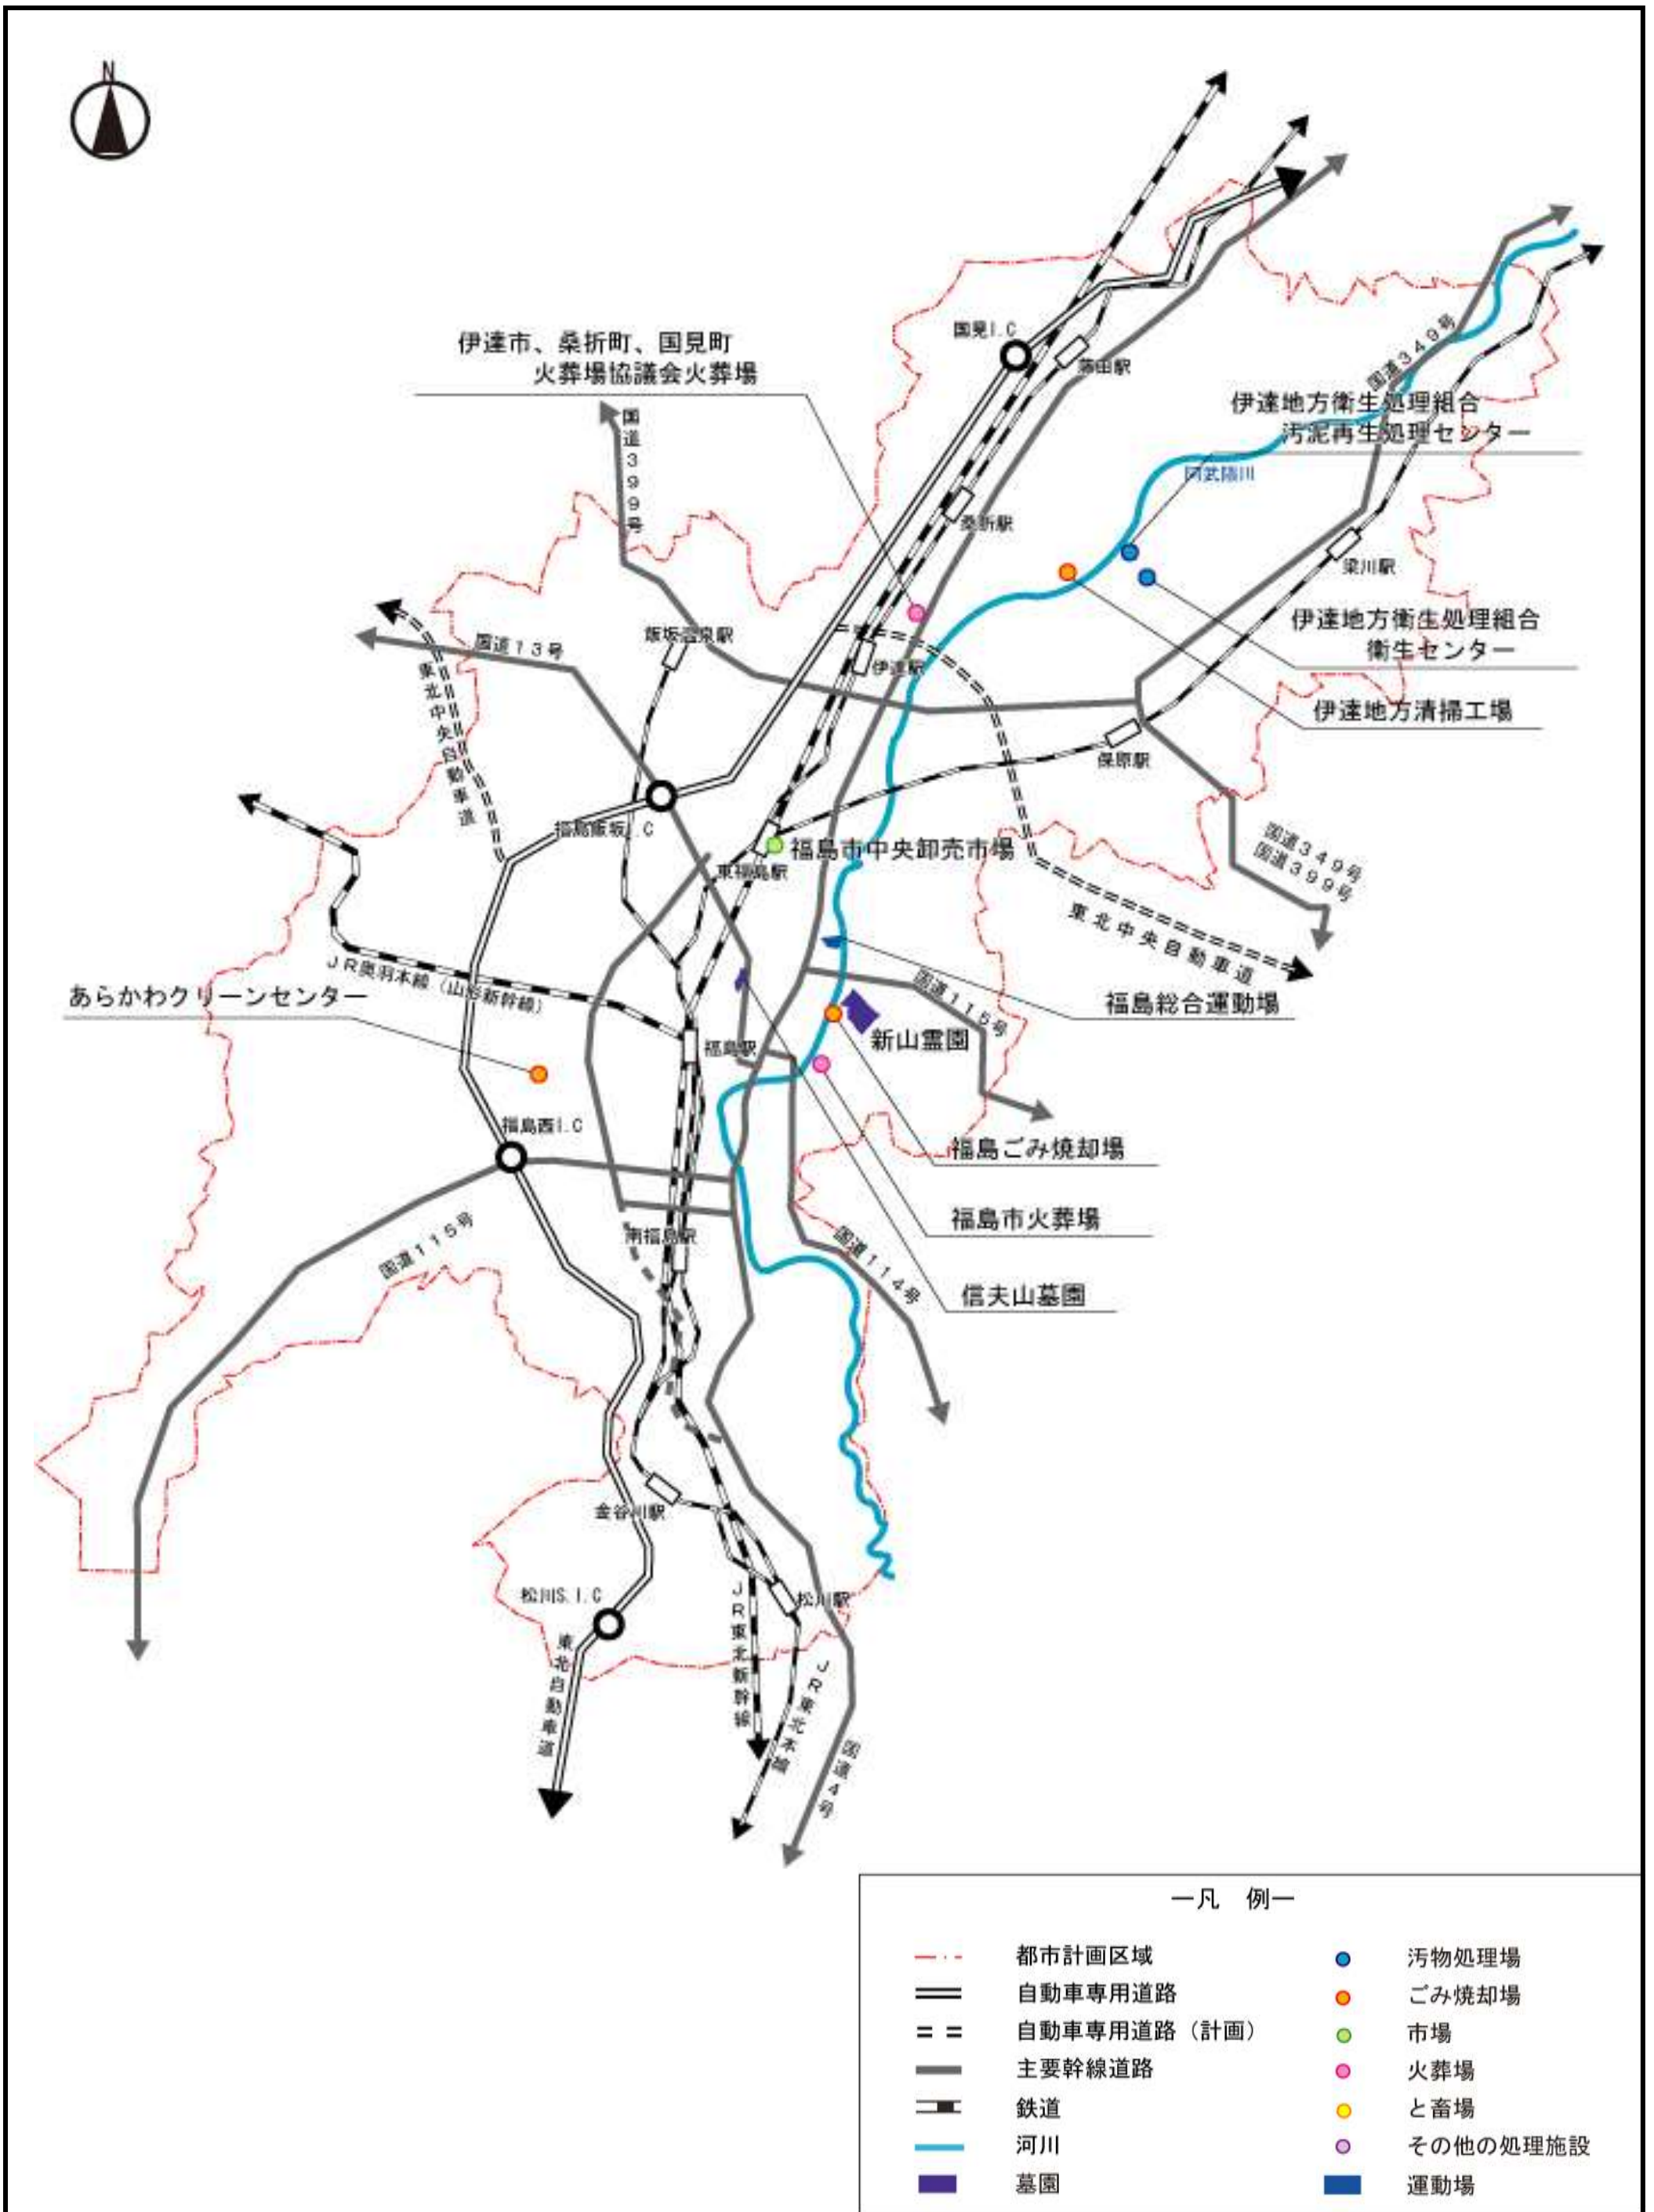 N
国見I.C
藤田駅
伊達市、桑折町、国見町
火葬場協議会火葬場
国道399号
国道349号
伊達地方衛生処理組合
汚泥再生処理センター
阿武隈川
桑折駅
梁川駅
伊達地方衛生処理組合
衛生センター
国道13号
飯坂温泉駅
伊達駅
東北中央自動車道
伊達地方清掃工場
保原駅
福島飯坂I.C
福島市中央卸売市場
東福島駅
国道349号
国道399号
東北中央自動車道
JR奥羽本線(山形新幹線)
あらかわクリーンセンター
国道115号
福島総合運動場
新山霊園
福島駅
福島西I.C
福島ごみ焼却場
福島市火葬場
南福島駅
国道115号
国道114号
信夫山墓園
金谷川駅
松川S.I.C
松川駅
東北自動車道
JR東北新幹線
JR東北本線
国道4号
―凡　例―
都市計画区域
汚物処理場
自動車専用道路
ごみ焼却場
自動車専用道路(計画)
市場
主要幹線道路
火葬場
鉄道
と畜場
河川
その他の処理施設
墓園
運動場